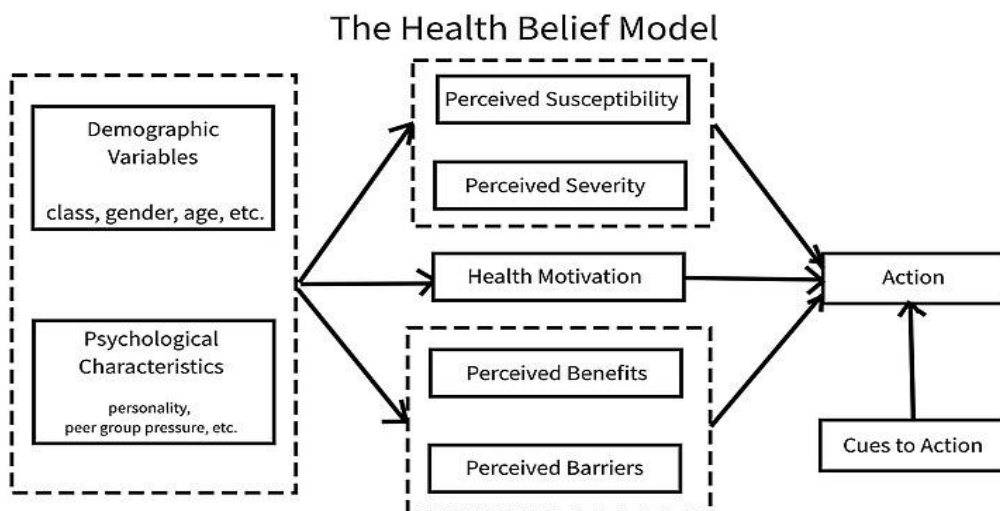 The Health Belief Model
Demographic
Variables
class, gender, age, etc.
Psychological
Characteristics
personality,
peer group pressure, etc.
Perceived Susceptibility
Perceived Severity
Health Motivation
Perceived Benefits
Perceived Barriers
Action
Cues to Action